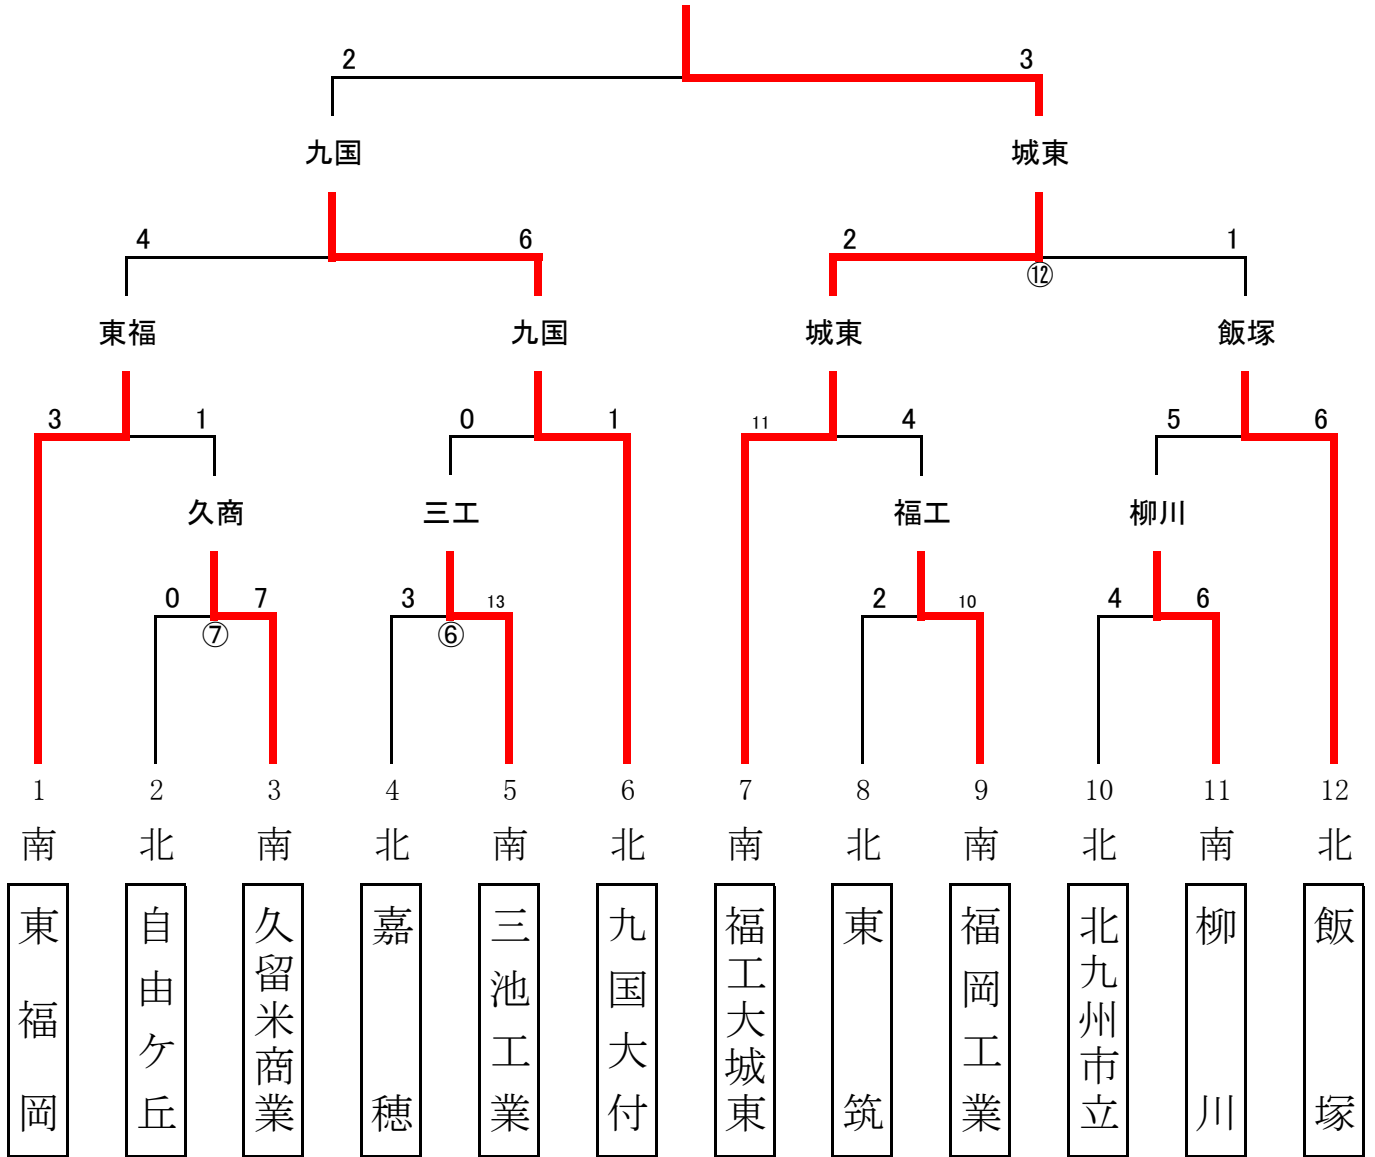 2 3
九国 城東
4 6 2 1
⑫
東福 九国 城東 飯塚
3 1 0 1 11 4 5 6
久商 三工 福工 柳川
0 7 3 13 2 10 4 6
⑦ ⑥
1 2 3 4 5 6 7 8 9 10 11 12
南 北 南 北 南 北 南 北 南 北 南 北
東福岡
自由ケ丘
久留米商業
嘉穂
三池工業
九国大付
福工大城東
東筑
福岡工業
北九州市立
柳川
飯塚